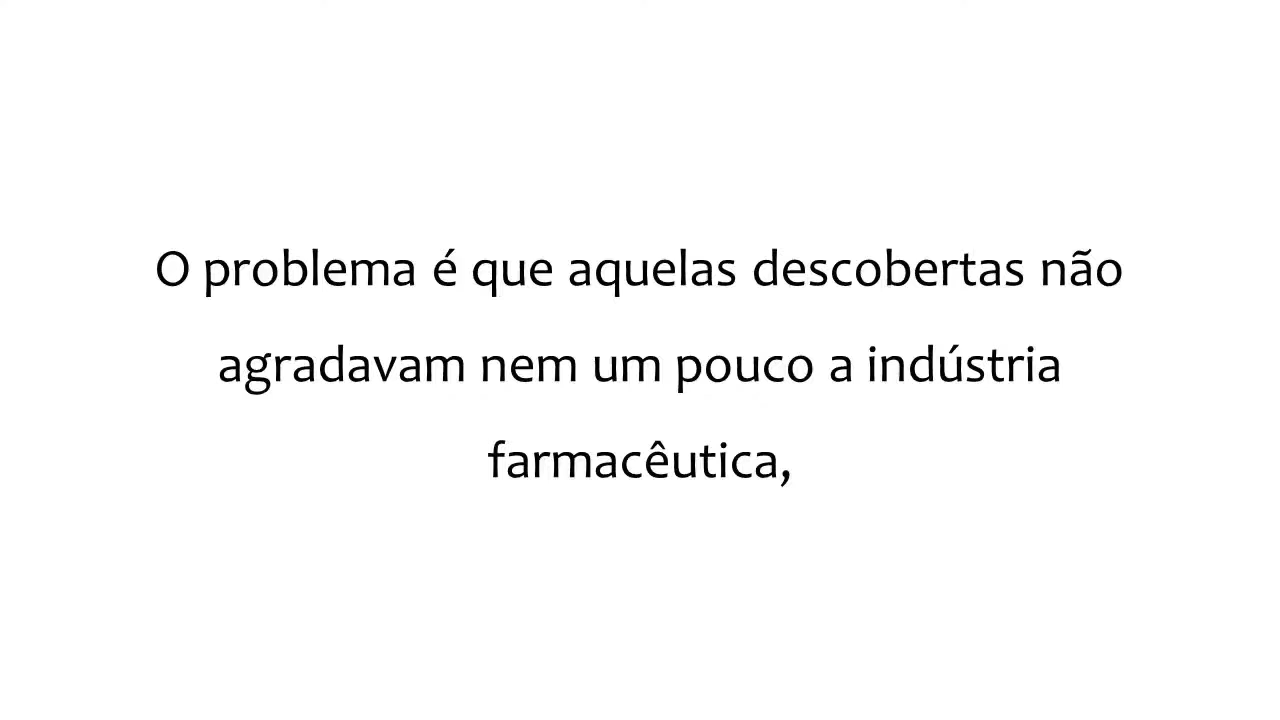 O problema é que aquelas descobertas não
agradavam nem um pouco a indústria
farmacêutica,